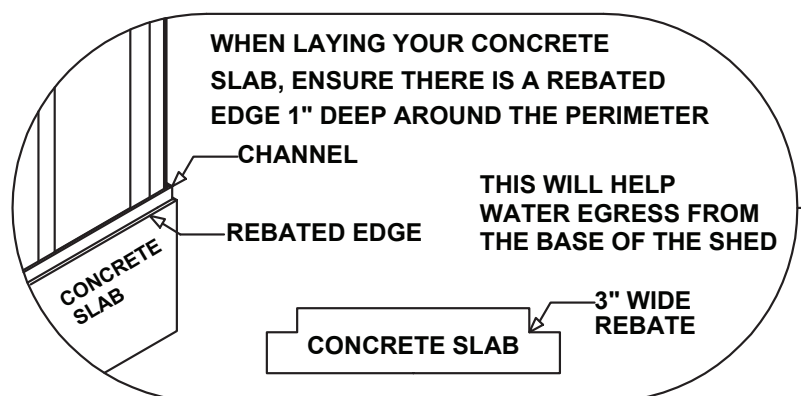 WHEN LAYING YOUR CONCRETE
SLAB, ENSURE THERE IS A REBATED
EDGE 1" DEEP AROUND THE PERIMETER
CHANNEL
THIS WILL HELP
WATER EGRESS FROM
THE BASE OF THE SHED
REBATED EDGE
CONCRETE
SLAB
3" WIDE
REBATE
CONCRETE SLAB